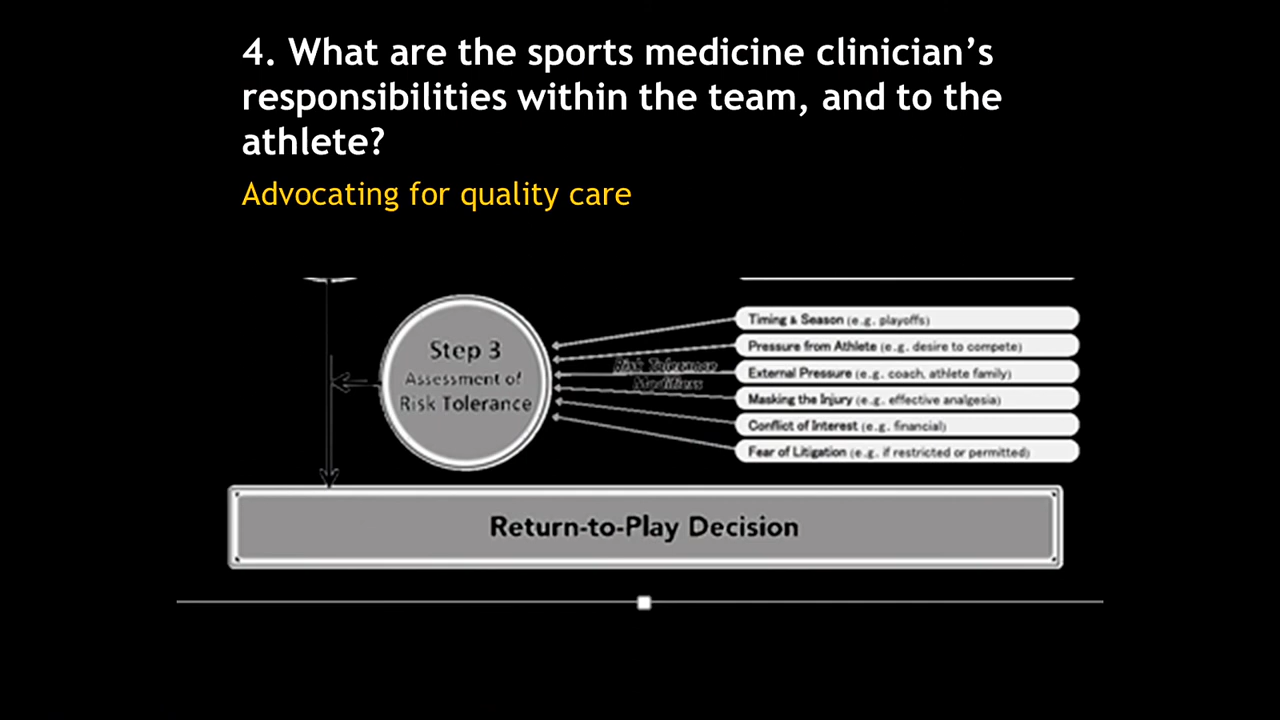 4. What are the sports medicine clinician’s
responsibilities within the team, and to the
athlete?
Advocating for quality care
Step 3
Assessment of
Risk Tolerance
Risk Tolerance
Modifiers
Timing & Season (e.g. playoffs)
Pressure from Athlete (e.g. desire to compete)
External Pressure (e.g. coach, athlete family)
Masking the Injury (e.g. effective analgesia)
Conflict of Interest (e.g. financial)
Fear of Litigation (e.g. if restricted or permitted)
Return-to-Play Decision